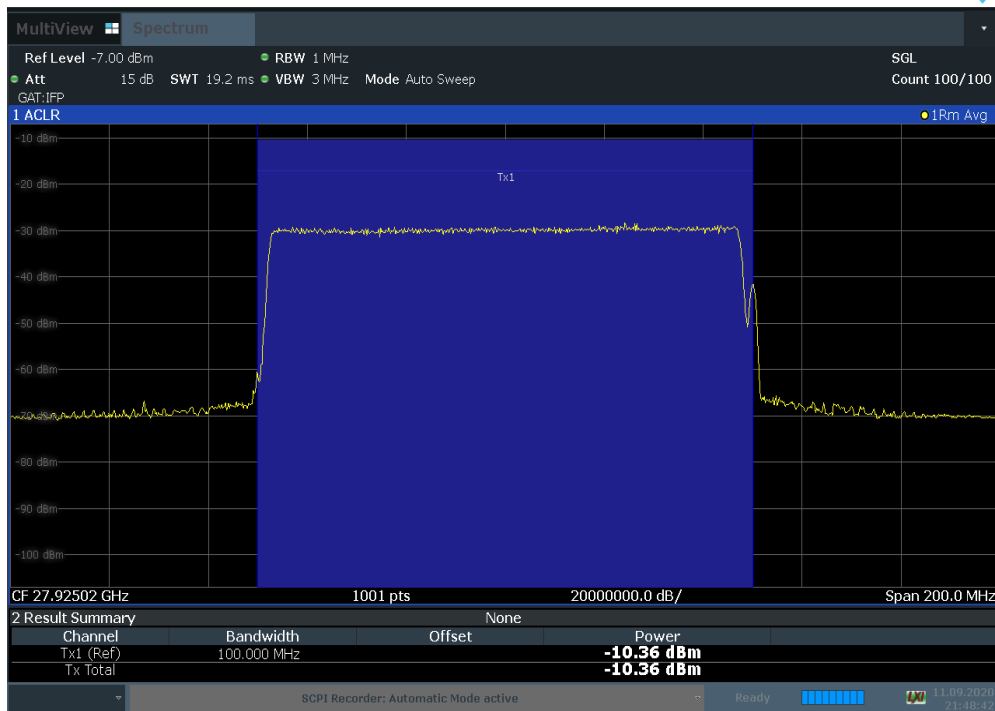 MultiView Spectrum
Ref Level -7.00 dBm RBW 1 MHz SGL
Att 15 dB SWT 19.2 ms VBW 3 MHz Mode Auto Sweep Count 100/100
GAT:IFP
1 ACLR 1Rm Avg
-10 dBm
Tx1
-20 dBm
-30 dBm
-40 dBm
-50 dBm
-60 dBm
-70 dBm
-80 dBm
-90 dBm
-100 dBm
CF 27.92502 GHz 1001 pts 20000000.0 dB/ Span 200.0 MHz
2 Result Summary None
Channel Bandwidth Offset Power
Tx1 (Ref) 100.000 MHz -10.36 dBm
Tx Total -10.36 dBm
SCPI Recorder: Automatic Mode active Ready LXI 11.09.2020
21:48:42